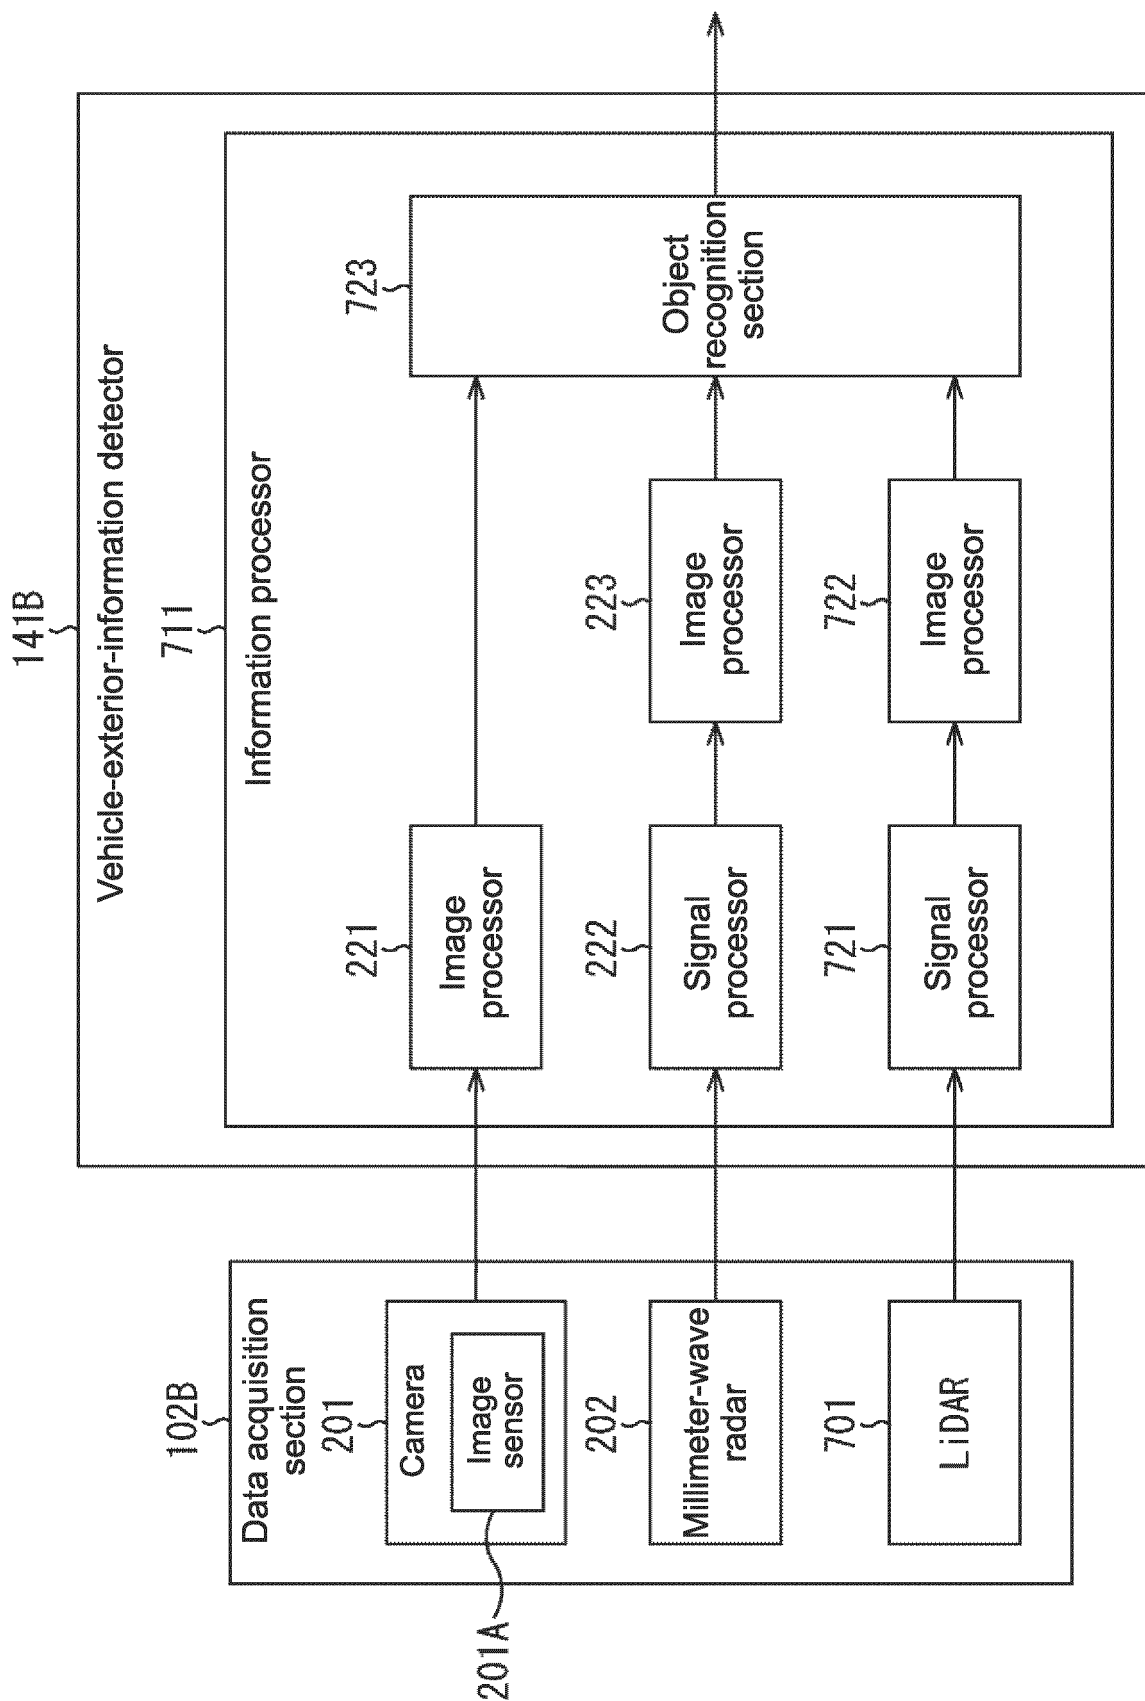 141B
Vehicle-exterior-information detector
711
Information processor
102B
Data acquisition
section
201
Camera
Image
sensor
201A
221
Image
processor
723
Object
recognition
section
202
Millimeter-wave
radar
222
Signal
processor
223
Image
processor
701
LiDAR
721
Signal
processor
722
Image
processor